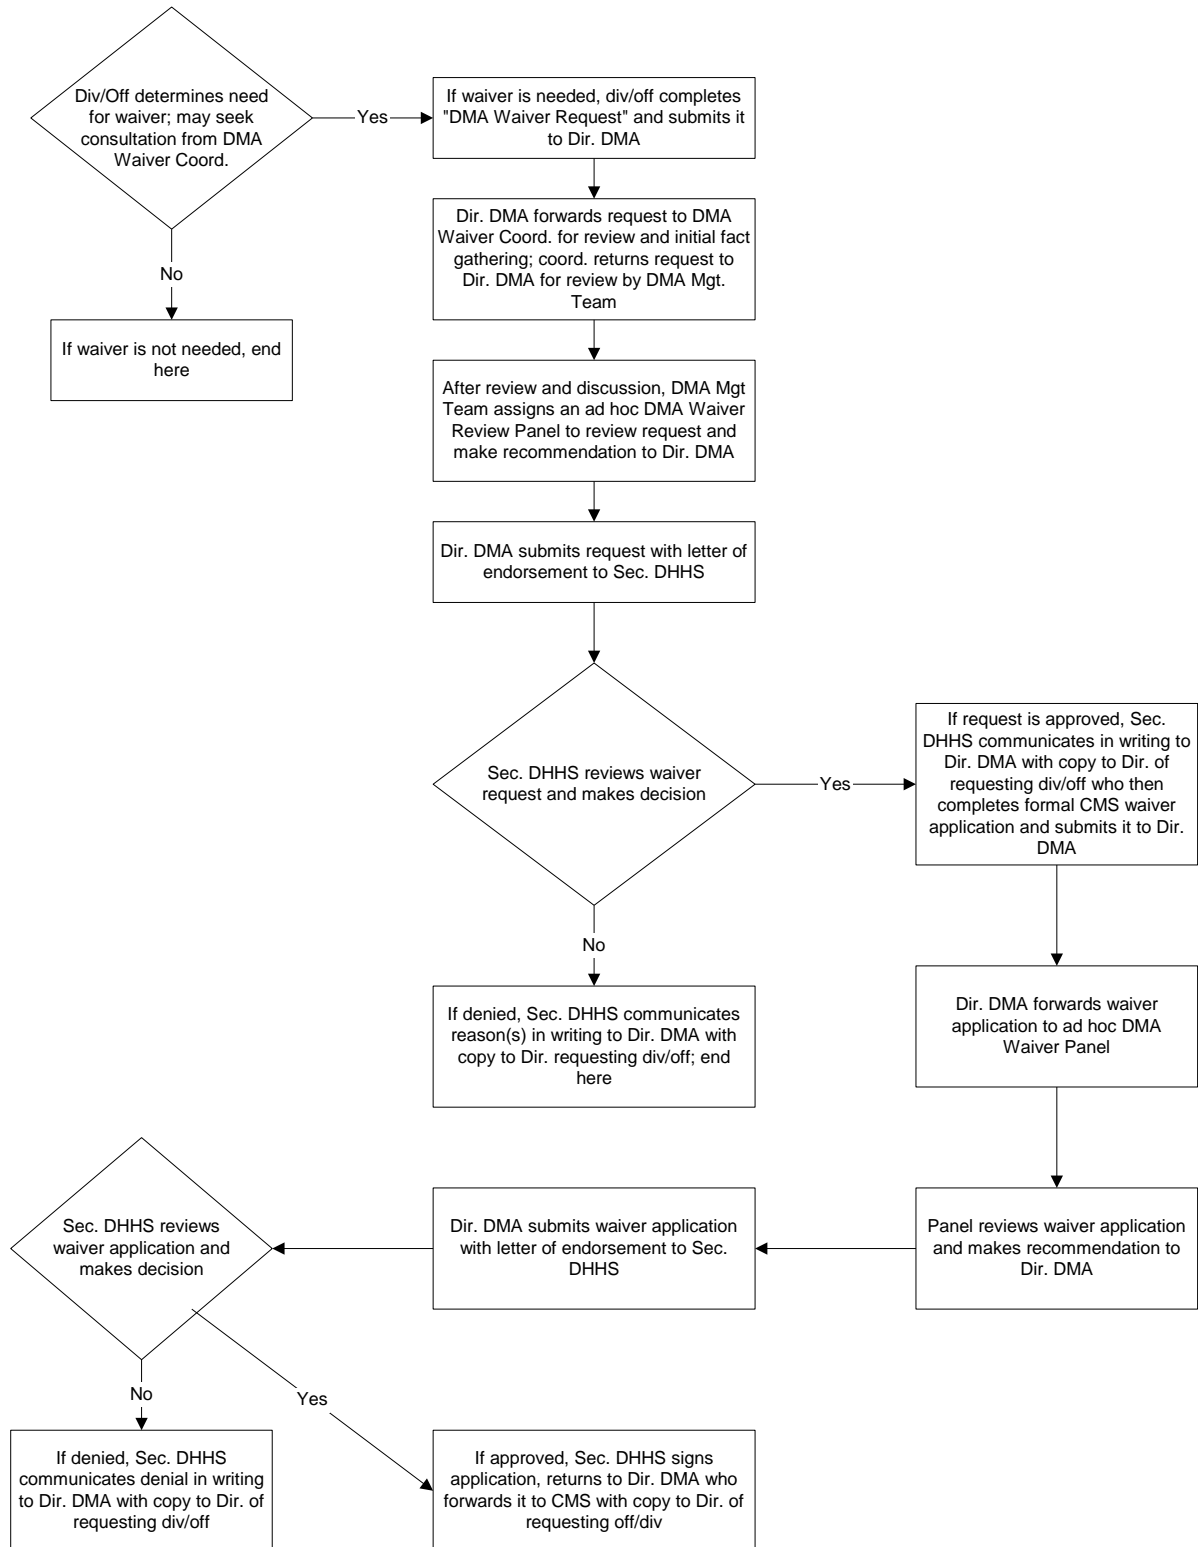 Div/Off determines need
for waiver; may seek
consultation from DMA
Waiver Coord.
Yes
If waiver is needed, div/off completes
"DMA Waiver Request" and submits it
to Dir. DMA
No
If waiver is not needed, end
here
Dir. DMA forwards request to DMA
Waiver Coord. for review and initial fact
gathering; coord. returns request to
Dir. DMA for review by DMA Mgt.
Team
After review and discussion, DMA Mgt
Team assigns an ad hoc DMA Waiver
Review Panel to review request and
make recommendation to Dir. DMA
Dir. DMA submits request with letter of
endorsement to Sec. DHHS
Sec. DHHS reviews waiver
request and makes decision
Yes
If request is approved, Sec.
DHHS communicates in writing to
Dir. DMA with copy to Dir. of
requesting div/off who then
completes formal CMS waiver
application and submits it to Dir.
DMA
No
If denied, Sec. DHHS communicates
reason(s) in writing to Dir. DMA with
copy to Dir. requesting div/off; end
here
Dir. DMA forwards waiver
application to ad hoc DMA
Waiver Panel
Panel reviews waiver application
and makes recommendation to
Dir. DMA
Dir. DMA submits waiver application
with letter of endorsement to Sec.
DHHS
Sec. DHHS reviews
waiver application and
makes decision
No
Yes
If denied, Sec. DHHS
communicates denial in writing
to Dir. DMA with copy to Dir. of
requesting div/off
If approved, Sec. DHHS signs
application, returns to Dir. DMA who
forwards it to CMS with copy to Dir. of
requesting off/div